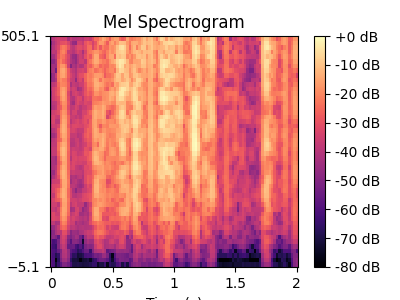 Mel Spectrogram
505.1
−5.1
0
0.5
1
1.5
2
+0 dB
-10 dB
-20 dB
-30 dB
-40 dB
-50 dB
-60 dB
-70 dB
-80 dB